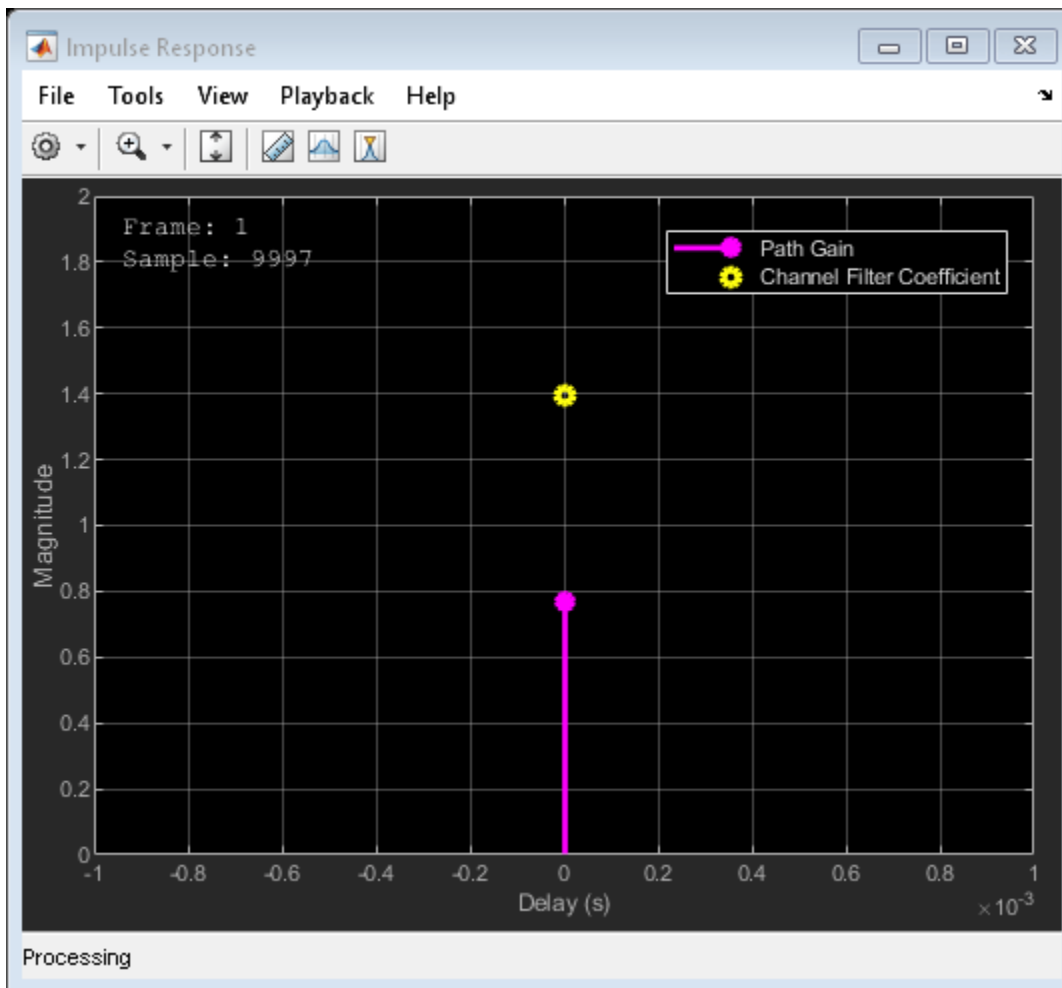 Impulse Response
File Tools View Playback Help
Frame: 1
Sample: 9997
Path Gain
Channel Filter Coefficient
2
1.8
1.6
1.4
1.2
1
0.8
0.6
0.4
0.2
0
Magnitude
-1 -0.8 -0.6 -0.4 -0.2 0 0.2 0.4 0.6 0.8 1
Delay (s)
×10-3
Processing